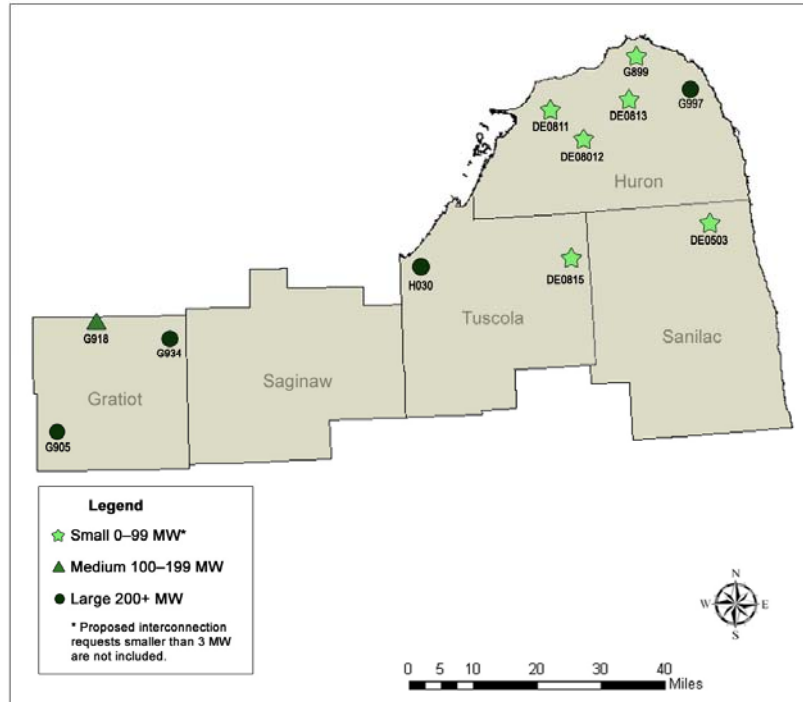 G899
G997
DE0811
DE0813
DE08012
Huron
DE0503
H030
DE0815
Tuscola
Sanilac
G918
G934
Saginaw
Gratiot
G905
Legend
Small 0–99 MW*
Medium 100–199 MW
Large 200+ MW
* Proposed interconnection
requests smaller than 3 MW
are not included.
N
W E
S
0 5 10 20 30 40
Miles